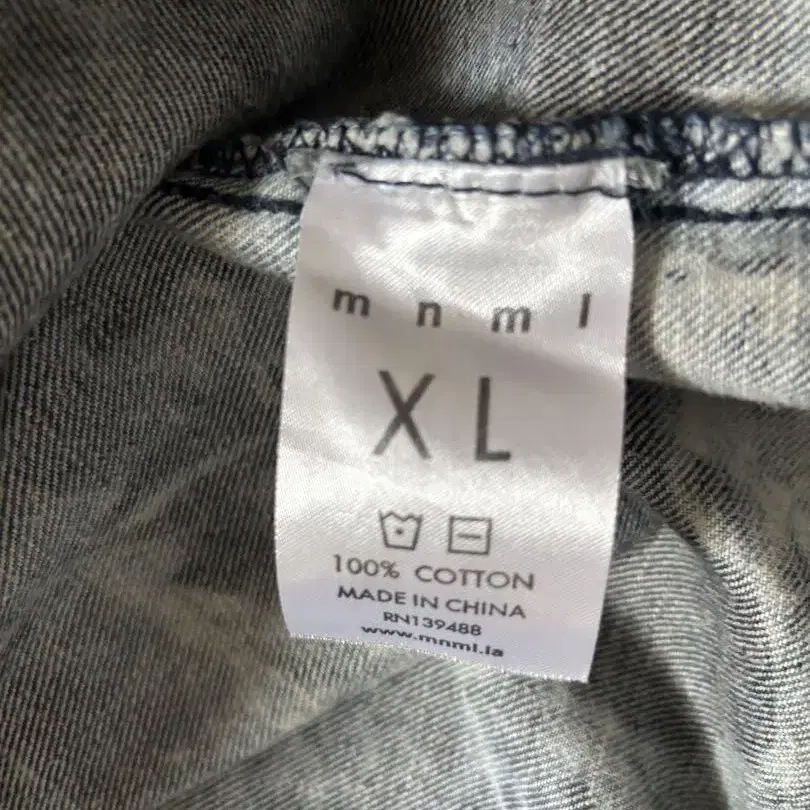 mnml
XL
100% COTTON
MADE IN CHINA
RN139488
www.mnml.la